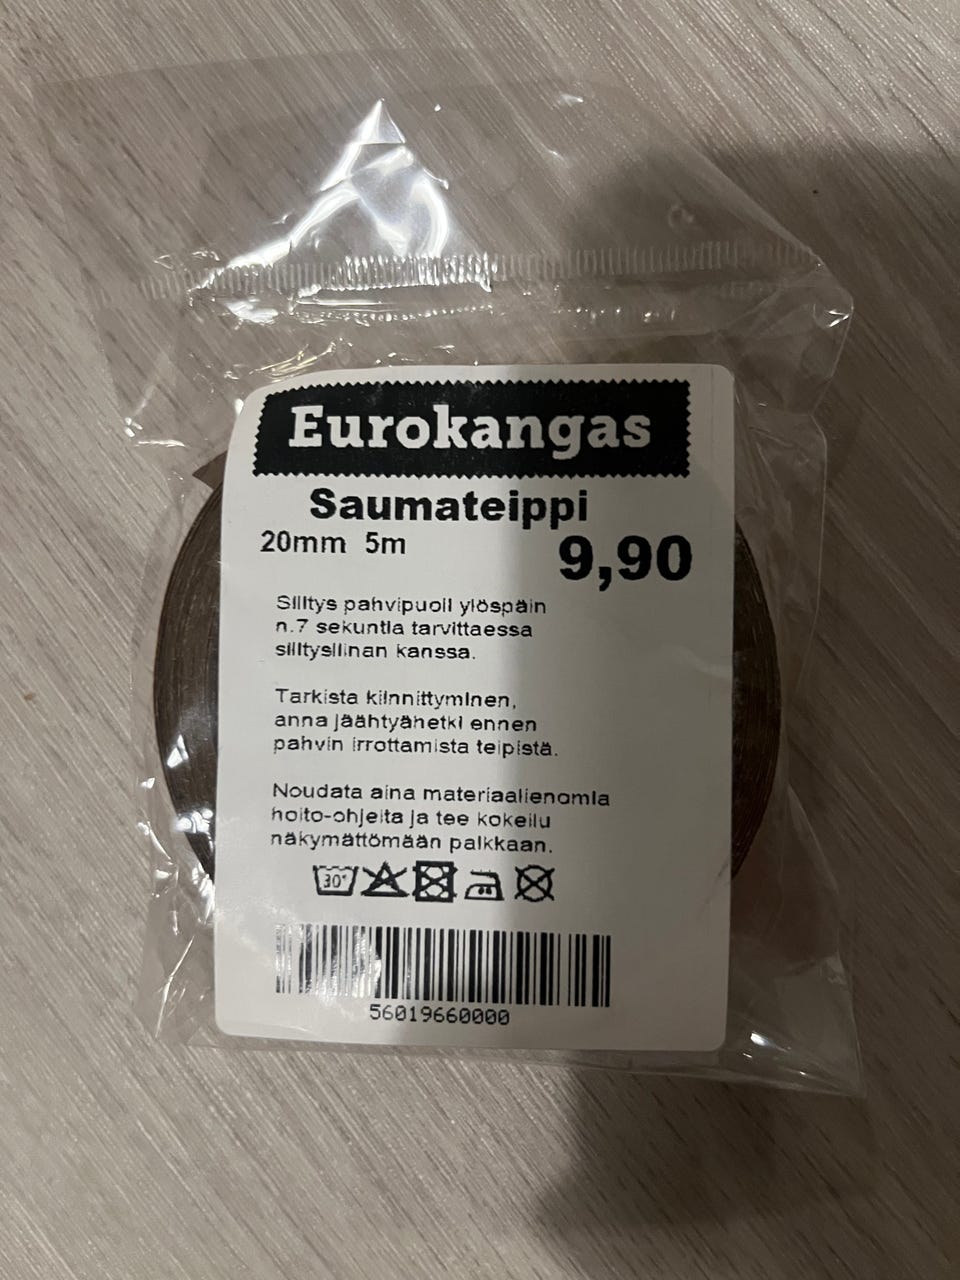 Eurokangas
Saumateippi
20mm 5m
9,90
Silitys pahvipuoli ylöspäin
n.7 sekuntia tarvittaessa
silitysliinan kanssa.
Tarkista kiinnittyminen,
anna jäähtyähetki ennen
pahvin irrottamista teipistä.
Noudata aina materiaalienomia
hoito-ohjeita ja tee kokeilu
näkymättömään paikkaan.
30°
56019660000